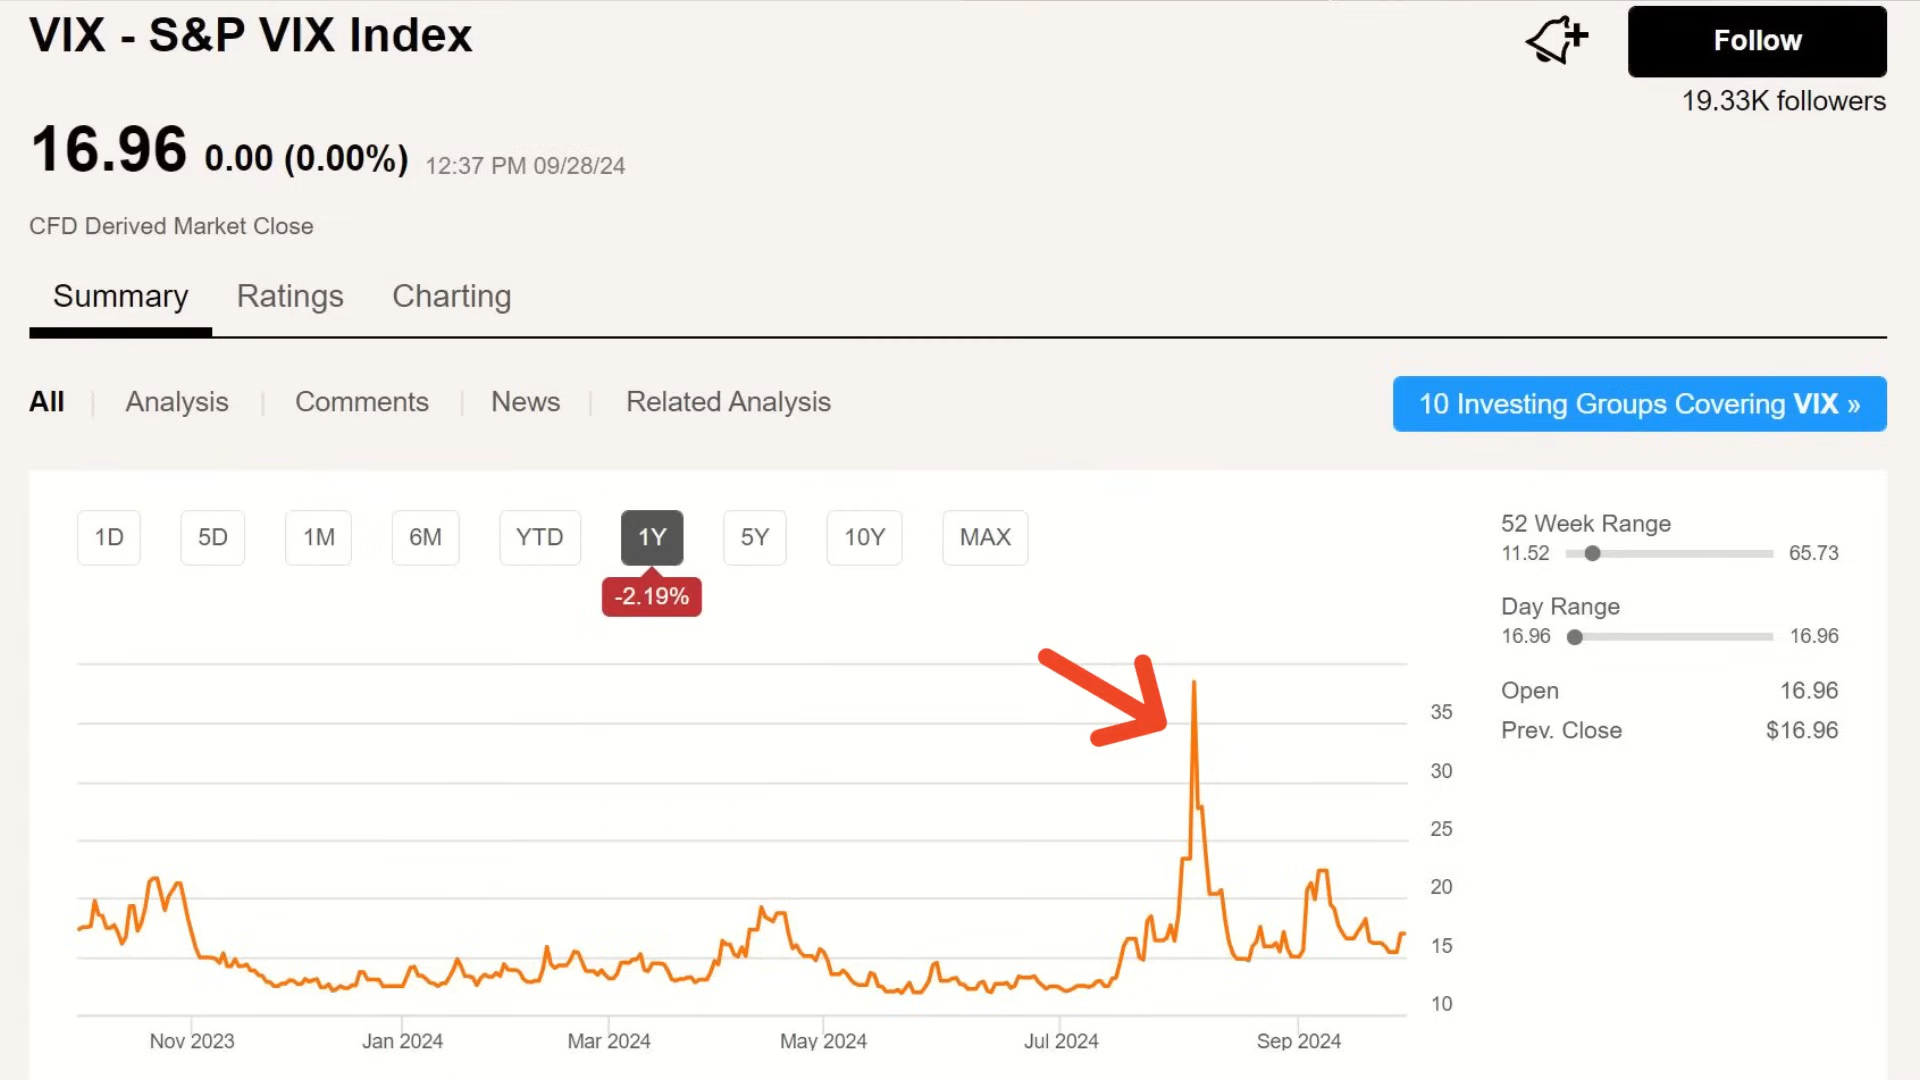 VIX - S&P VIX Index
Follow
19.33K followers
16.96 0.00 (0.00%) 12:37 PM 09/28/24
CFD Derived Market Close
Summary Ratings Charting
All Analysis Comments News Related Analysis
10 Investing Groups Covering VIX »
1D 5D 1M 6M YTD 1Y 5Y 10Y MAX
-2.19%
52 Week Range
11.52 65.73
Day Range
16.96 16.96
Open 16.96
Prev. Close $16.96
35
30
25
20
15
10
Nov 2023 Jan 2024 Mar 2024 May 2024 Jul 2024 Sep 2024